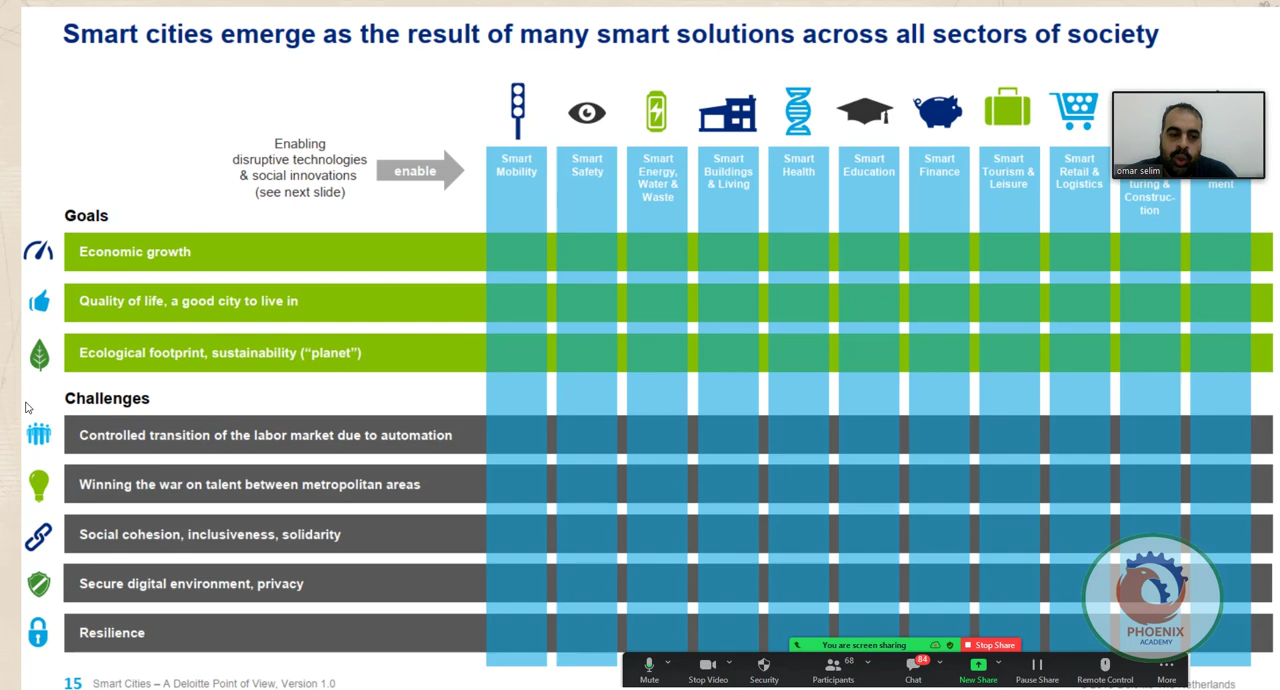 Smart cities emerge as the result of many smart solutions across all sectors of society
Enabling
disruptive technologies
& social innovations
(see next slide)
enable
Smart
Mobility
Smart
Safety
Smart
Energy,
Water &
Waste
Smart
Buildings
& Living
Smart
Health
Smart
Education
Smart
Finance
Smart
Tourism &
Leisure
Smart
Retail &
Logistics
turing &
Construc-
tion
ment
omar selim
Goals
Economic growth
Quality of life, a good city to live in
Ecological footprint, sustainability (“planet”)
Challenges
Controlled transition of the labor market due to automation
Winning the war on talent between metropolitan areas
Social cohesion, inclusiveness, solidarity
Secure digital environment, privacy
Resilience
PHOENIX
ACADEMY
You are screen sharing
Stop Share
Mute
Stop Video
Security
68
Participants
84
Chat
New Share
Pause Share
Remote Control
More
15 Smart Cities – A Deloitte Point of View, Version 1.0